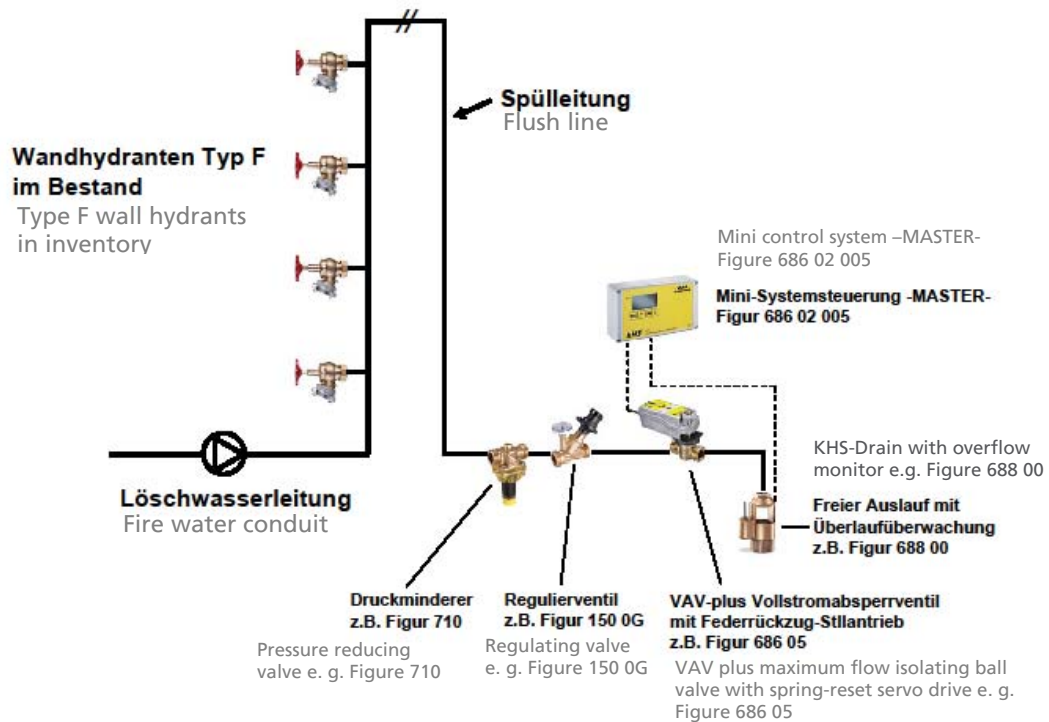 Spülleitung
Flush line
Wandhydranten Typ F
im Bestand
Type F wall hydrants
in inventory
Mini control system –MASTER-
Figure 686 02 005
Mini-Systemsteuerung -MASTER-
Figur 686 02 005
KHS-Drain with overflow
monitor e.g. Figure 688 00
Freier Auslauf mit
Überlaufüberwachung
z.B. Figur 688 00
Löschwasserleitung
Fire water conduit
Druckminderer
z.B. Figur 710
Pressure reducing
valve e. g. Figure 710
Regulierventil
z.B. Figur 150 0G
Regulating valve
e. g. Figure 150 0G
VAV-plus Vollstromabsperrventil
mit Federrückzug-Stllantrieb
z.B. Figur 686 05
VAV plus maximum flow isolating ball
valve with spring-reset servo drive e. g.
Figure 686 05